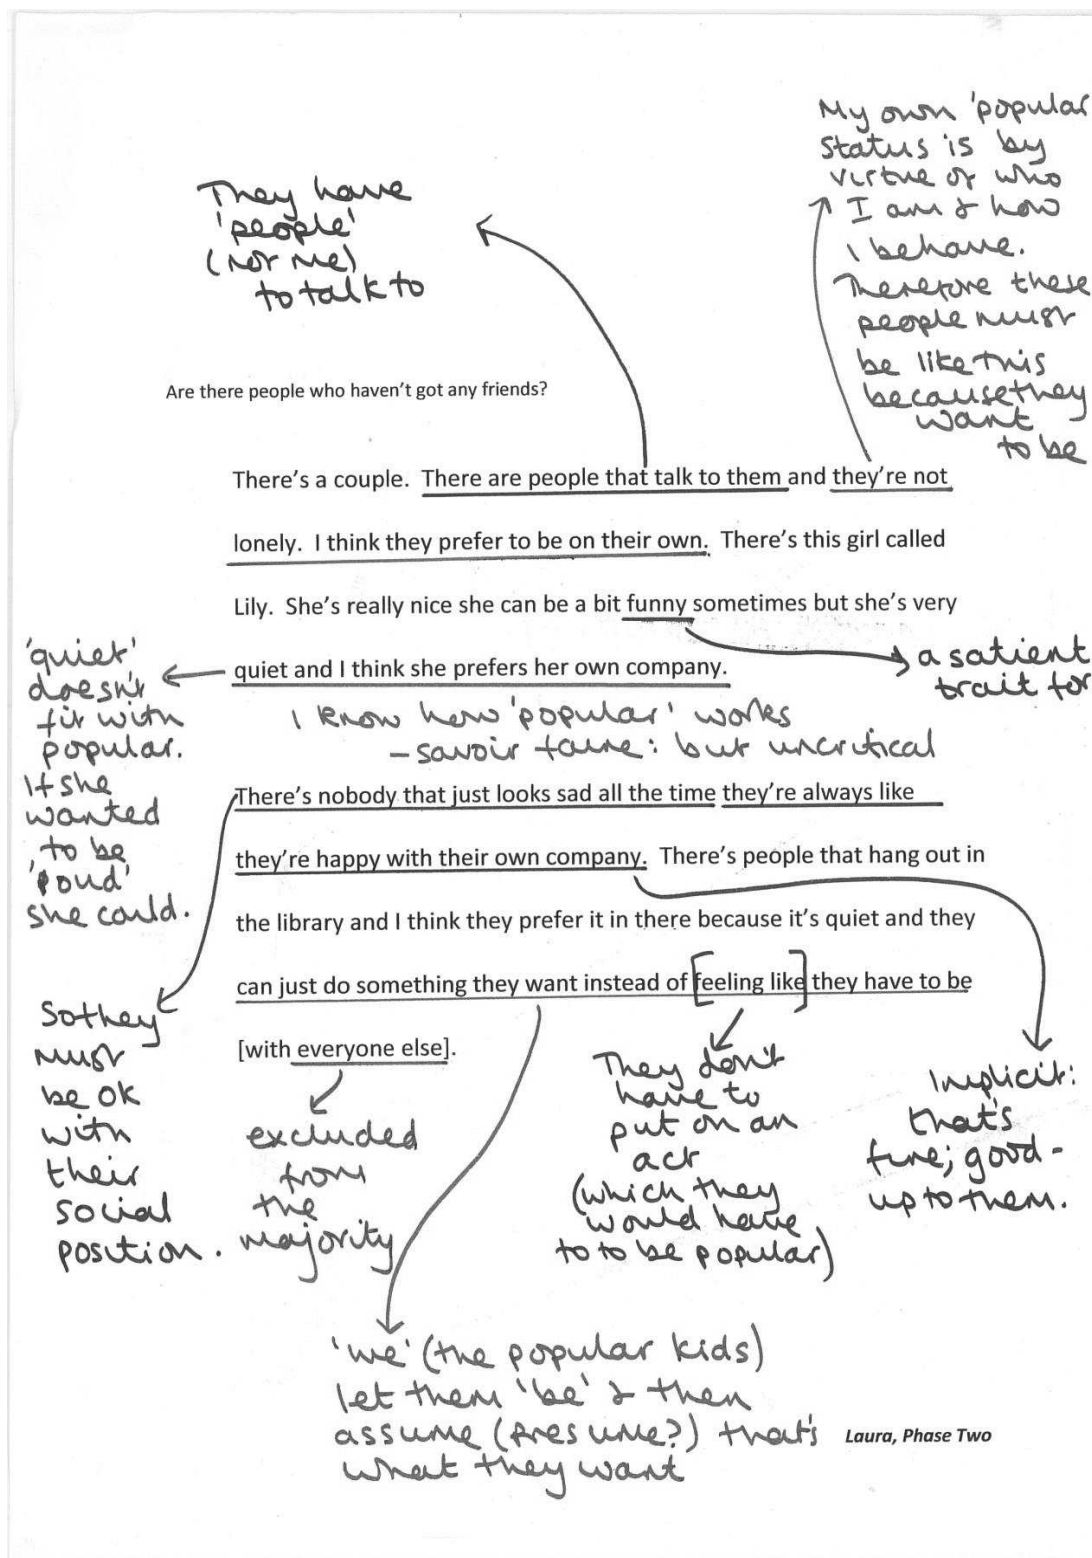 My own 'popular
status is by
virtue of who
I am & how
I behave.
Therefore these
people must
be like this
because they
want
to be
They have
'people'
(not me)
to talk to
Are there people who haven't got any friends?
There's a couple. There are people that talk to them and they're not
lonely. I think they prefer to be on their own. There's this girl called
Lily. She's really nice she can be a bit funny sometimes but she's very
quiet and I think she prefers her own company.
a salient
trait for
'quiet'
doesn't
fit with
popular.
If she
wanted
to be
she could.
I know how 'popular' works
- savoir faire: but uncritical
There's nobody that just looks sad all the time they're always like
they're happy with their own company. There's people that hang out in
the library and I think they prefer it in there because it's quiet and they
can just do something they want instead of [feeling like] they have to be
[with everyone else].
So they
must
be OK
with
their
social
position.
excluded
from
the
majority
They don't
have to
put on an
act
(which they
would have
to to be popular)
Implicit:
that's
fine; good -
up to them.
'we' (the popular kids)
let them 'be' & then
assume (presume?) that's
what they want
Laura, Phase Two